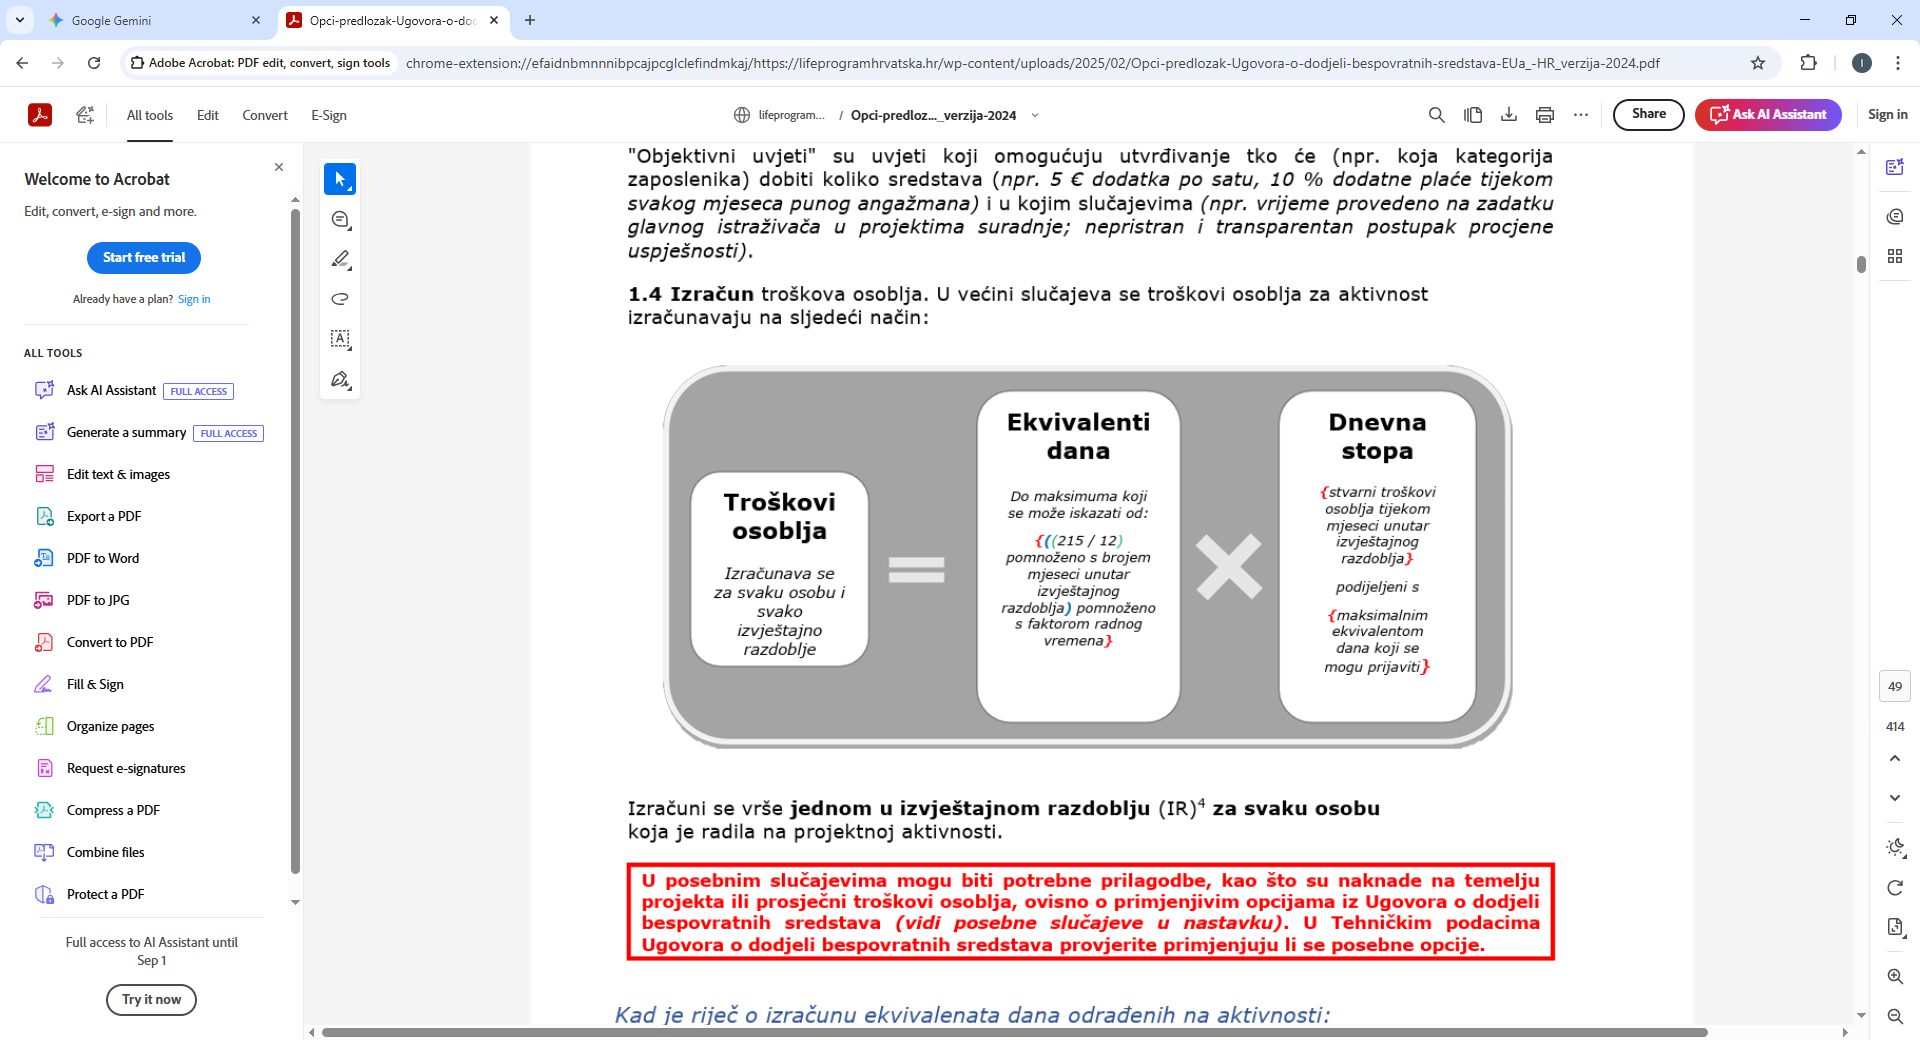 Google Gemini
Opci-predlozak-Ugovora-o-dod
Adobe Acrobat: PDF edit, convert, sign tools
chrome-extension://efaidnbmnnnibpcajpcglclefindmkaj/https://lifeprogramhrvatska.hr/wp-content/uploads/2025/02/Opci-predlozak-Ugovora-o-dodjeli-bespovratnih-sredstava-EUa_-HR_verzija-2024.pdf
I
All tools
Edit
Convert
E-Sign
lifeprogram... / Opci-predloz..._verzija-2024
Share
Ask AI Assistant
Sign in
Welcome to Acrobat
Edit, convert, e-sign and more.
Start free trial
Already have a plan? Sign in
ALL TOOLS
Ask AI Assistant FULL ACCESS
Generate a summary FULL ACCESS
Edit text & images
Export a PDF
PDF to Word
PDF to JPG
Convert to PDF
Fill & Sign
Organize pages
Request e-signatures
Compress a PDF
Combine files
Protect a PDF
Full access to AI Assistant until
Sep 1
Try it now
"Objektivni uvjeti" su uvjeti koji omogućuju utvrđivanje tko će (npr. koja kategorija
zaposlenika) dobiti koliko sredstava (npr. 5 € dodatka po satu, 10 % dodatne plaće tijekom
svakog mjeseca punog angažmana) i u kojim slučajevima (npr. vrijeme provedeno na zadatku
glavnog istraživača u projektima suradnje; nepristran i transparentan postupak procjene
uspješnosti).
1.4 Izračun troškova osoblja. U većini slučajeva se troškovi osoblja za aktivnost
izračunavaju na sljedeći način:
Troškovi
osoblja
Izračunava se
za svaku osobu i
svako
izvještajno
razdoblje
=
Ekvivalenti
dana
Do maksimuma koji
se može iskazati od:
{((215 / 12)
pomnoženo s brojem
mjeseci unutar
izvještajnog
razdoblja) pomnoženo
s faktorom radnog
vremena}
×
Dnevna
stopa
{stvarni troškovi
osoblja tijekom
mjeseci unutar
izvještajnog
razdoblja}
podijeljeni s
{maksimalnim
ekvivalentom
dana koji se
mogu prijaviti}
Izračuni se vrše jednom u izvještajnom razdoblju (IR)4 za svaku osobu
koja je radila na projektnoj aktivnosti.
U posebnim slučajevima mogu biti potrebne prilagodbe, kao što su naknade na temelju
projekta ili prosječni troškovi osoblja, ovisno o primjenjivim opcijama iz Ugovora o dodjeli
bespovratnih sredstava (vidi posebne slučajeve u nastavku). U Tehničkim podacima
Ugovora o dodjeli bespovratnih sredstava provjerite primjenjuju li se posebne opcije.
Kad je riječ o izračunu ekvivalenata dana odrađenih na aktivnosti:
49
414